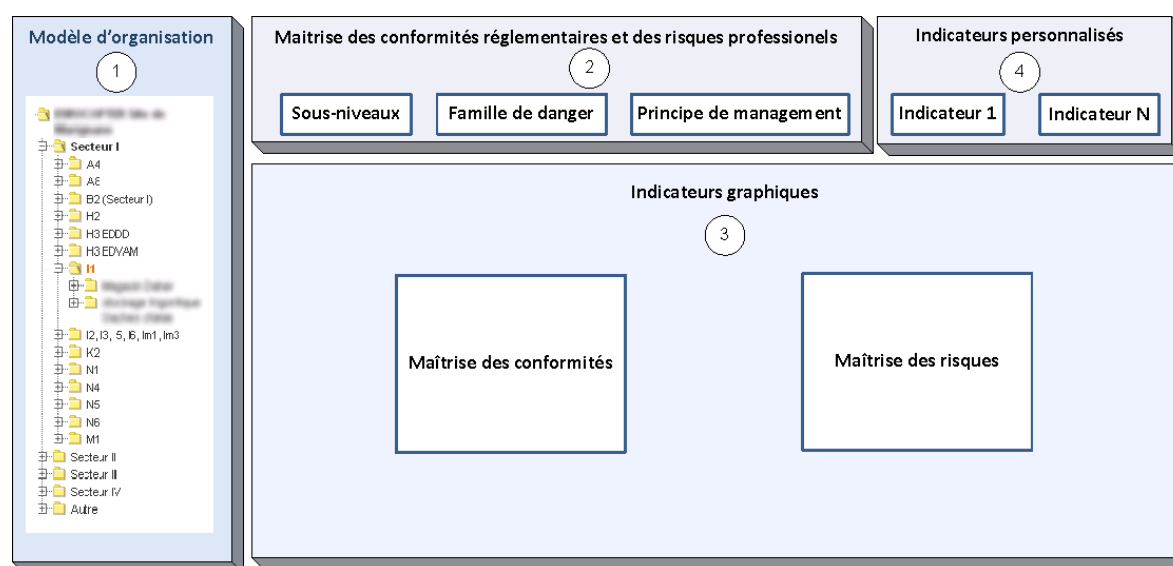 Modèle d'organisation
1
Secteur I
A4
A8
B2 (Secteur I)
H2
H3 EDDD
H3 EDVAM
I1
I2, I3, 5, I6, Im1, Im3
K2
N1
N4
N5
N6
M1
Secteur II
Secteur III
Secteur IV
Autre
Maitrise des conformités réglementaires et des risques professionels
2
Sous-niveaux
Famille de danger
Principe de management
Indicateurs personnalisés
4
Indicateur 1
Indicateur N
Indicateurs graphiques
3
Maîtrise des conformités
Maîtrise des risques